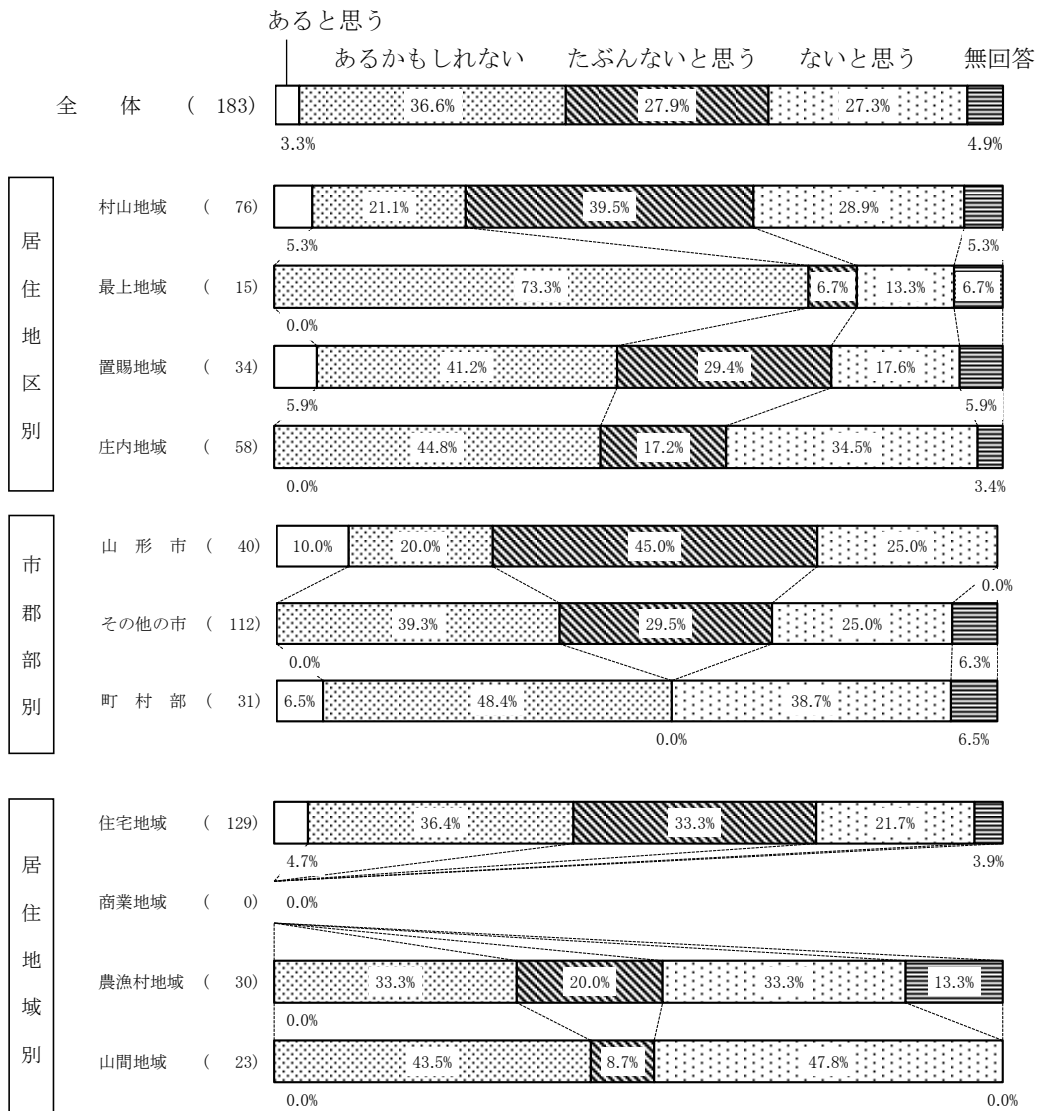 あると思う
あるかもしれない たぶんないと思う ないと思う 無回答
全体 ( 183) 36.6% 27.9% 27.3%
3.3% 4.9%
居住地区別
村山地域 ( 76) 21.1% 39.5% 28.9%
5.3% 5.3%
最上地域 ( 15) 73.3% 6.7% 13.3% 6.7%
0.0%
置賜地域 ( 34) 41.2% 29.4% 17.6%
5.9% 5.9%
庄内地域 ( 58) 44.8% 17.2% 34.5%
0.0% 3.4%
市郡部別
山形市 ( 40) 10.0% 20.0% 45.0% 25.0%
0.0%
その他の市 ( 112) 39.3% 29.5% 25.0%
0.0% 6.3%
町村部 ( 31) 6.5% 48.4% 38.7%
0.0% 6.5%
居住地域別
住宅地域 ( 129) 36.4% 33.3% 21.7%
4.7% 3.9%
商業地域 ( 0) 0.0%
農漁村地域 ( 30) 33.3% 20.0% 33.3% 13.3%
0.0%
山間地域 ( 23) 43.5% 8.7% 47.8%
0.0% 0.0%